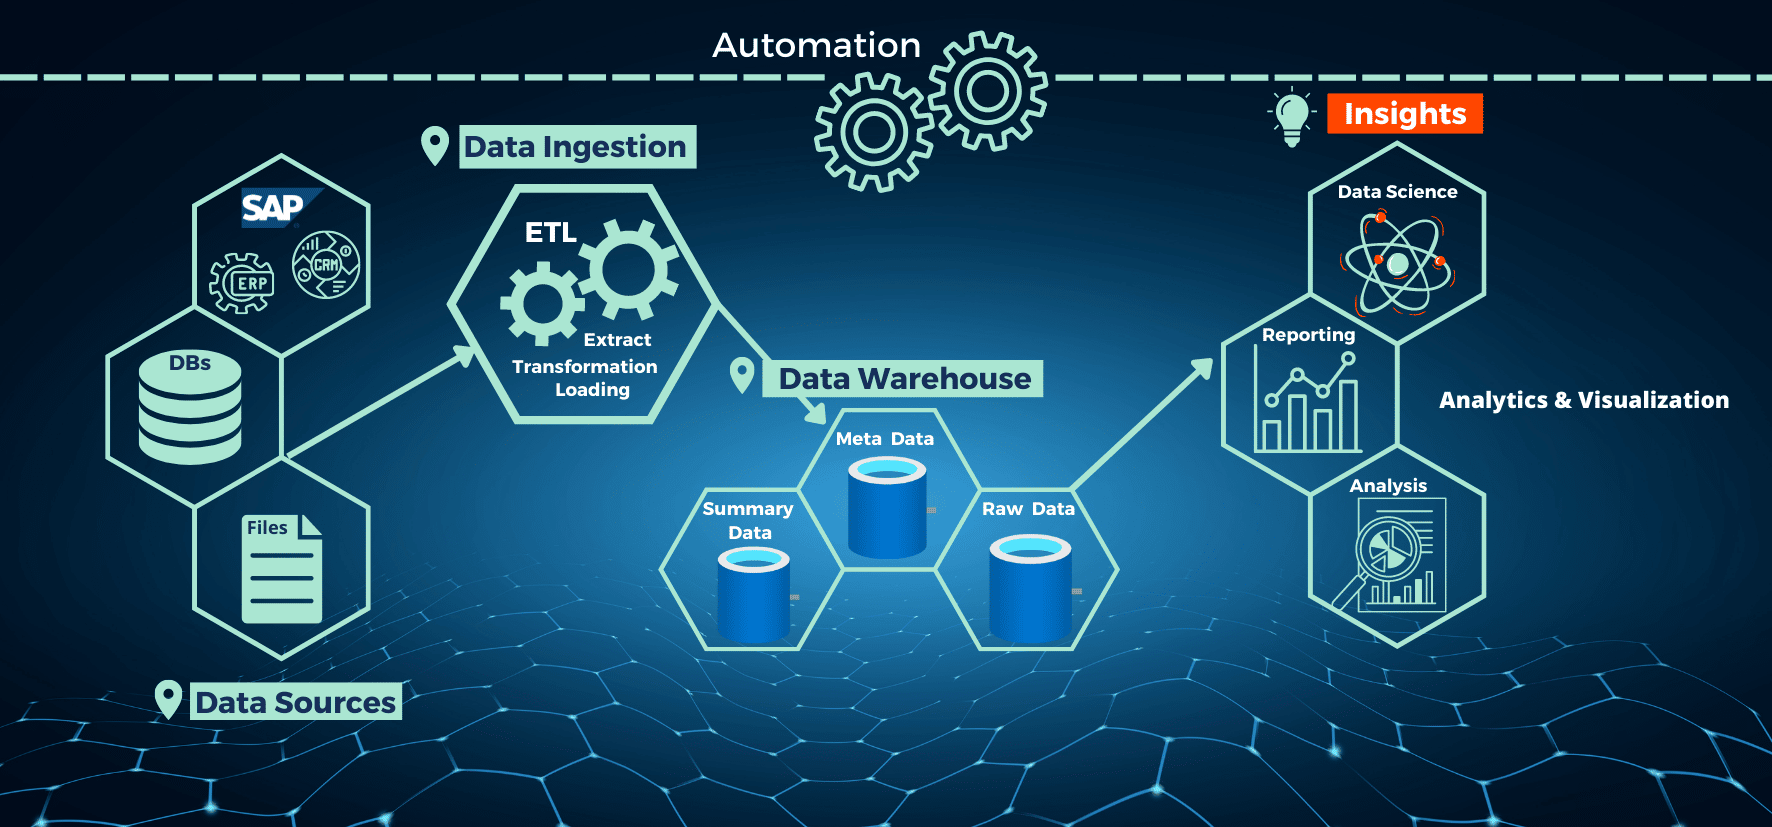 Automation
Insights
Data Ingestion
Data Science
SAP
ERP
CRM
ETL
Extract
Transformation
Loading
DBs
Reporting
Data Warehouse
Analytics & Visualization
Meta Data
Summary
Data
Raw Data
Analysis
Files
Data Sources